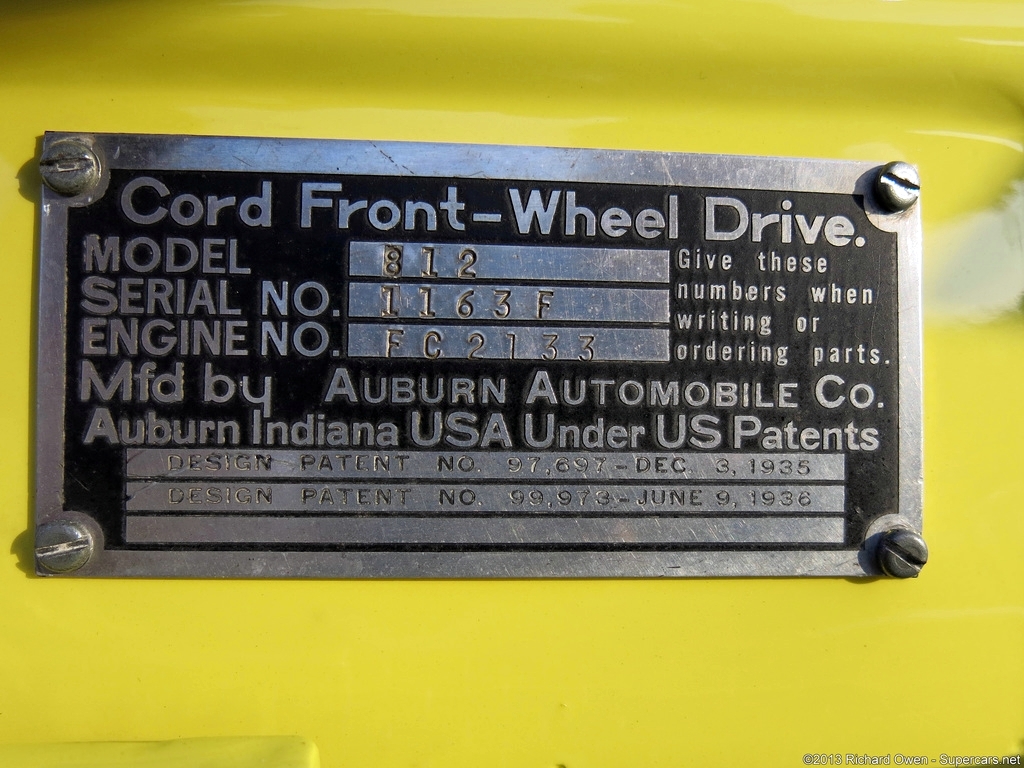 Cord Front-Wheel Drive.
MODEL 812
SERIAL NO. 1163F
ENGINE NO. FC2133
Give these
numbers when
writing or
ordering parts.
Mfd by AUBURN AUTOMOBILE CO.
Auburn Indiana USA Under US Patents
DESIGN PATENT NO. 97,697-DEC. 3, 1935
DESIGN PATENT NO. 99,973-JUNE 9, 1936
©2013 Richard Owen - Supercars.net